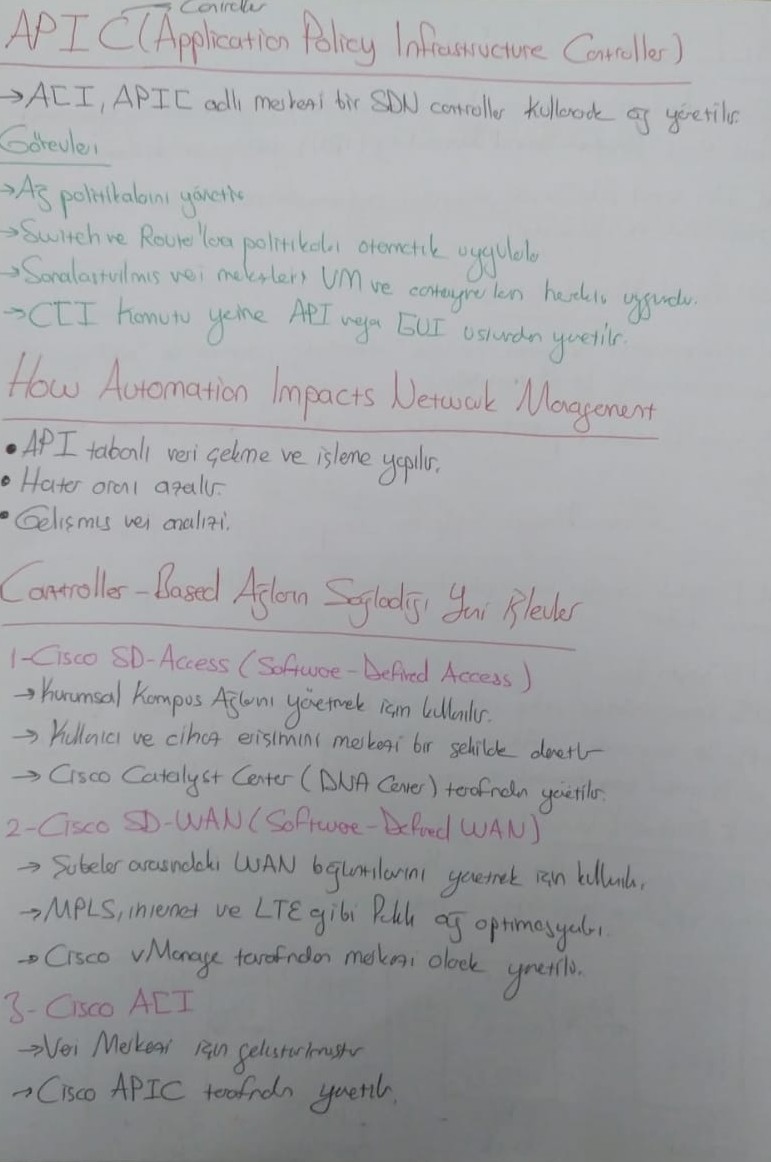 Controller
APIC (Application Policy Infrastructure Controller)
→ ACI, APIC adlı merkezi bir SDN controller kullanarak ağ yönetilir.
Görevleri
→ Ağ politikalarını yönetir
→ Switch ve Router'lara politikaları otomatik uygular
→ Sanallaştırılmış veri merkezleri, VM ve için uygundur.
→ CLI Komutu yerine API veya GUI üstünden yönetilir.
How Automation Impacts Network Management
• API tabanlı veri çekme ve işleme yapılır.
• Hata oranı azalır.
• Gelişmiş veri analizi.
Controller-Based Ağların Sağladığı Yeni İşlevler
1-Cisco SD-Access (Software-Defined Access)
→ Kurumsal Kampüs Ağlarını yönetmek için kullanılır.
→ Kullanıcı ve cihaz erişimini merkezi bir şekilde denetler
→ Cisco Catalyst Center (DNA Center) tarafından yönetilir.
2-Cisco SD-WAN (Software-Defined WAN)
→ Şubeler arasındaki WAN bağlantılarını yönetmek için kullanılır.
→ MPLS, internet ve LTE gibi farklı ağ optimasyonları.
→ Cisco vManage tarafından merkezi olarak yönetilir.
3- Cisco ACI
→ Veri Merkezi için geliştirilmiştir
→ Cisco APIC tarafından yönetilir.